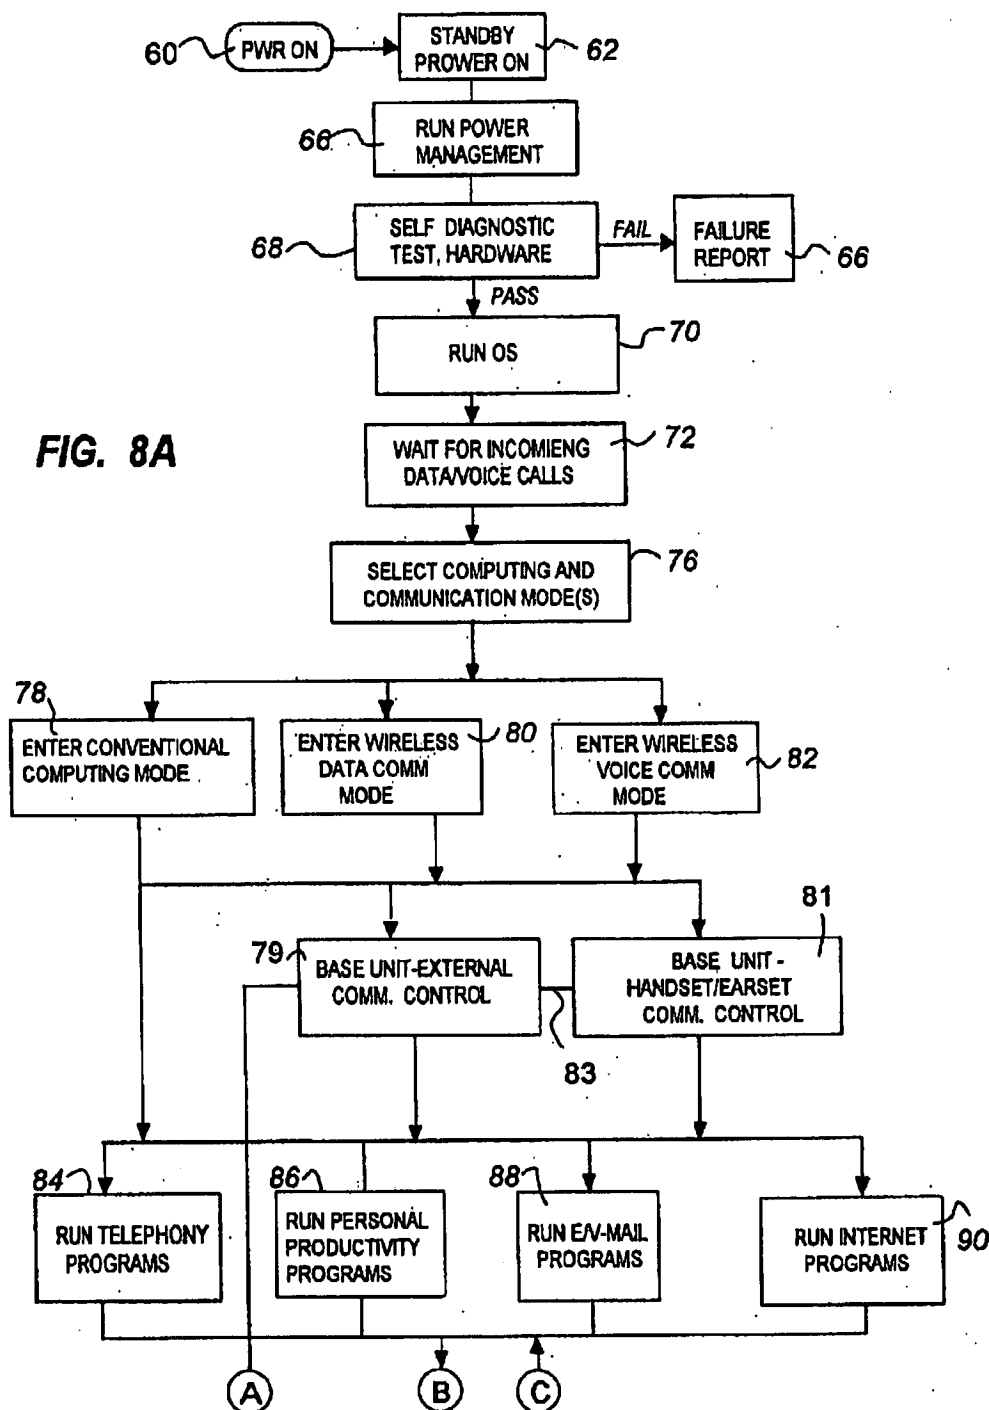 60
PWR ON
STANDBY
PROWER ON
62
66
RUN POWER
MANAGEMENT
68
SELF DIAGNOSTIC
TEST, HARDWARE
FAIL
FAILURE
REPORT
66
PASS
RUN OS
70
FIG. 8A
WAIT FOR INCOMIENG
DATA/VOICE CALLS
72
SELECT COMPUTING AND
COMMUNICATION MODE(S)
76
78
ENTER CONVENTIONAL
COMPUTING MODE
ENTER WIRELESS
DATA COMM
MODE
80
ENTER WIRELESS
VOICE COMM
MODE
82
79
BASE UNIT-EXTERNAL
COMM. CONTROL
81
BASE UNIT -
HANDSET/EARSET
COMM. CONTROL
83
84
RUN TELEPHONY
PROGRAMS
86
RUN PERSONAL
PRODUCTIVITY
PROGRAMS
88
RUN E/V-MAIL
PROGRAMS
RUN INTERNET
PROGRAMS
90
A
B
C